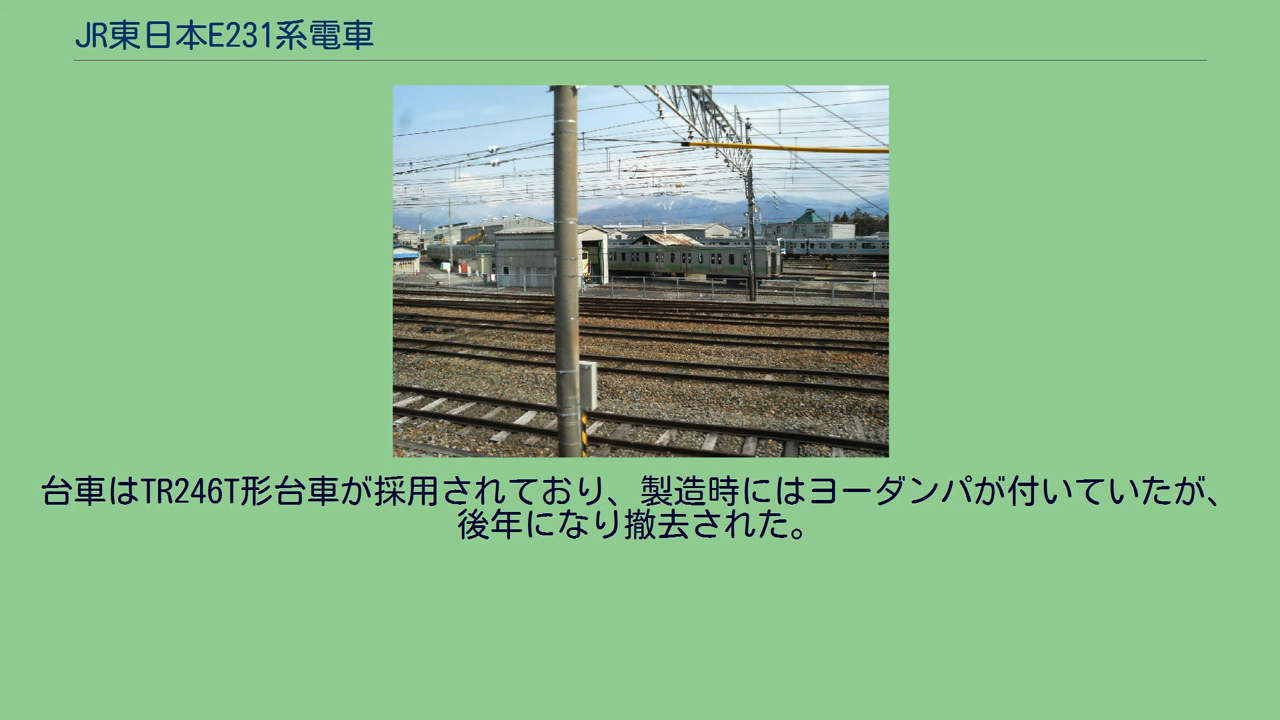 JR東日本E231系電車
台車はTR246T形台車が採用されており、製造時にはヨーダンパが付いていたが、
後年になり撤去された。